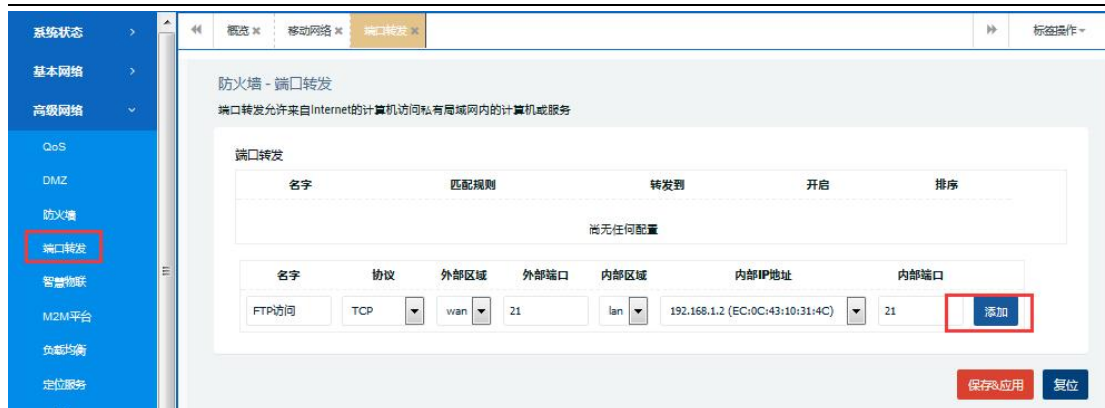 系统状态
基本网络
高级网络
QoS
DMZ
防火墙
端口转发
智慧物联
M2M平台
负载均衡
定位服务
概览 移动网络 端口转发 标签操作
防火墙 - 端口转发
端口转发允许来自Internet的计算机访问私有局域网内的计算机或服务
端口转发
名字 匹配规则 转发到 开启 排序
尚无任何配置
名字 协议 外部区域 外部端口 内部区域 内部IP地址 内部端口
FTP访问 TCP wan 21 lan 192.168.1.2 (EC:0C:43:10:31:4C) 21 添加
保存&应用 复位